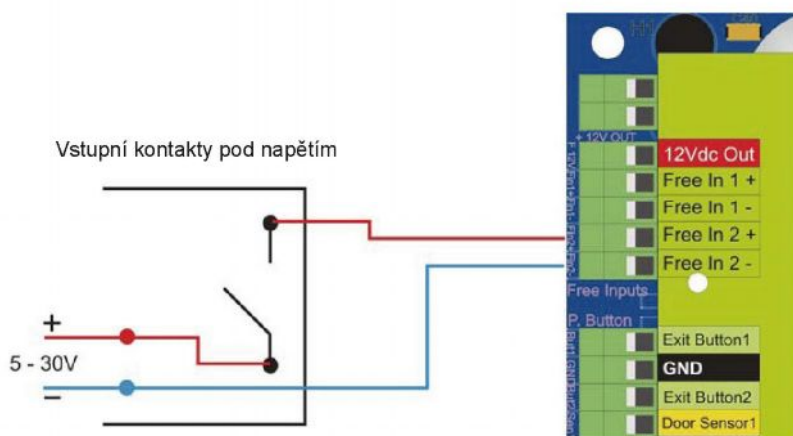 Vstupní kontakty pod napětím
+
5 - 30V
–
+ 12V OUT
12Vdc Out
Free In 1 +
Free In 1 -
Free In 2 +
Free In 2 -
Free Inputs
P. Button
Exit Button1
GND
Exit Button2
Door Sensor1